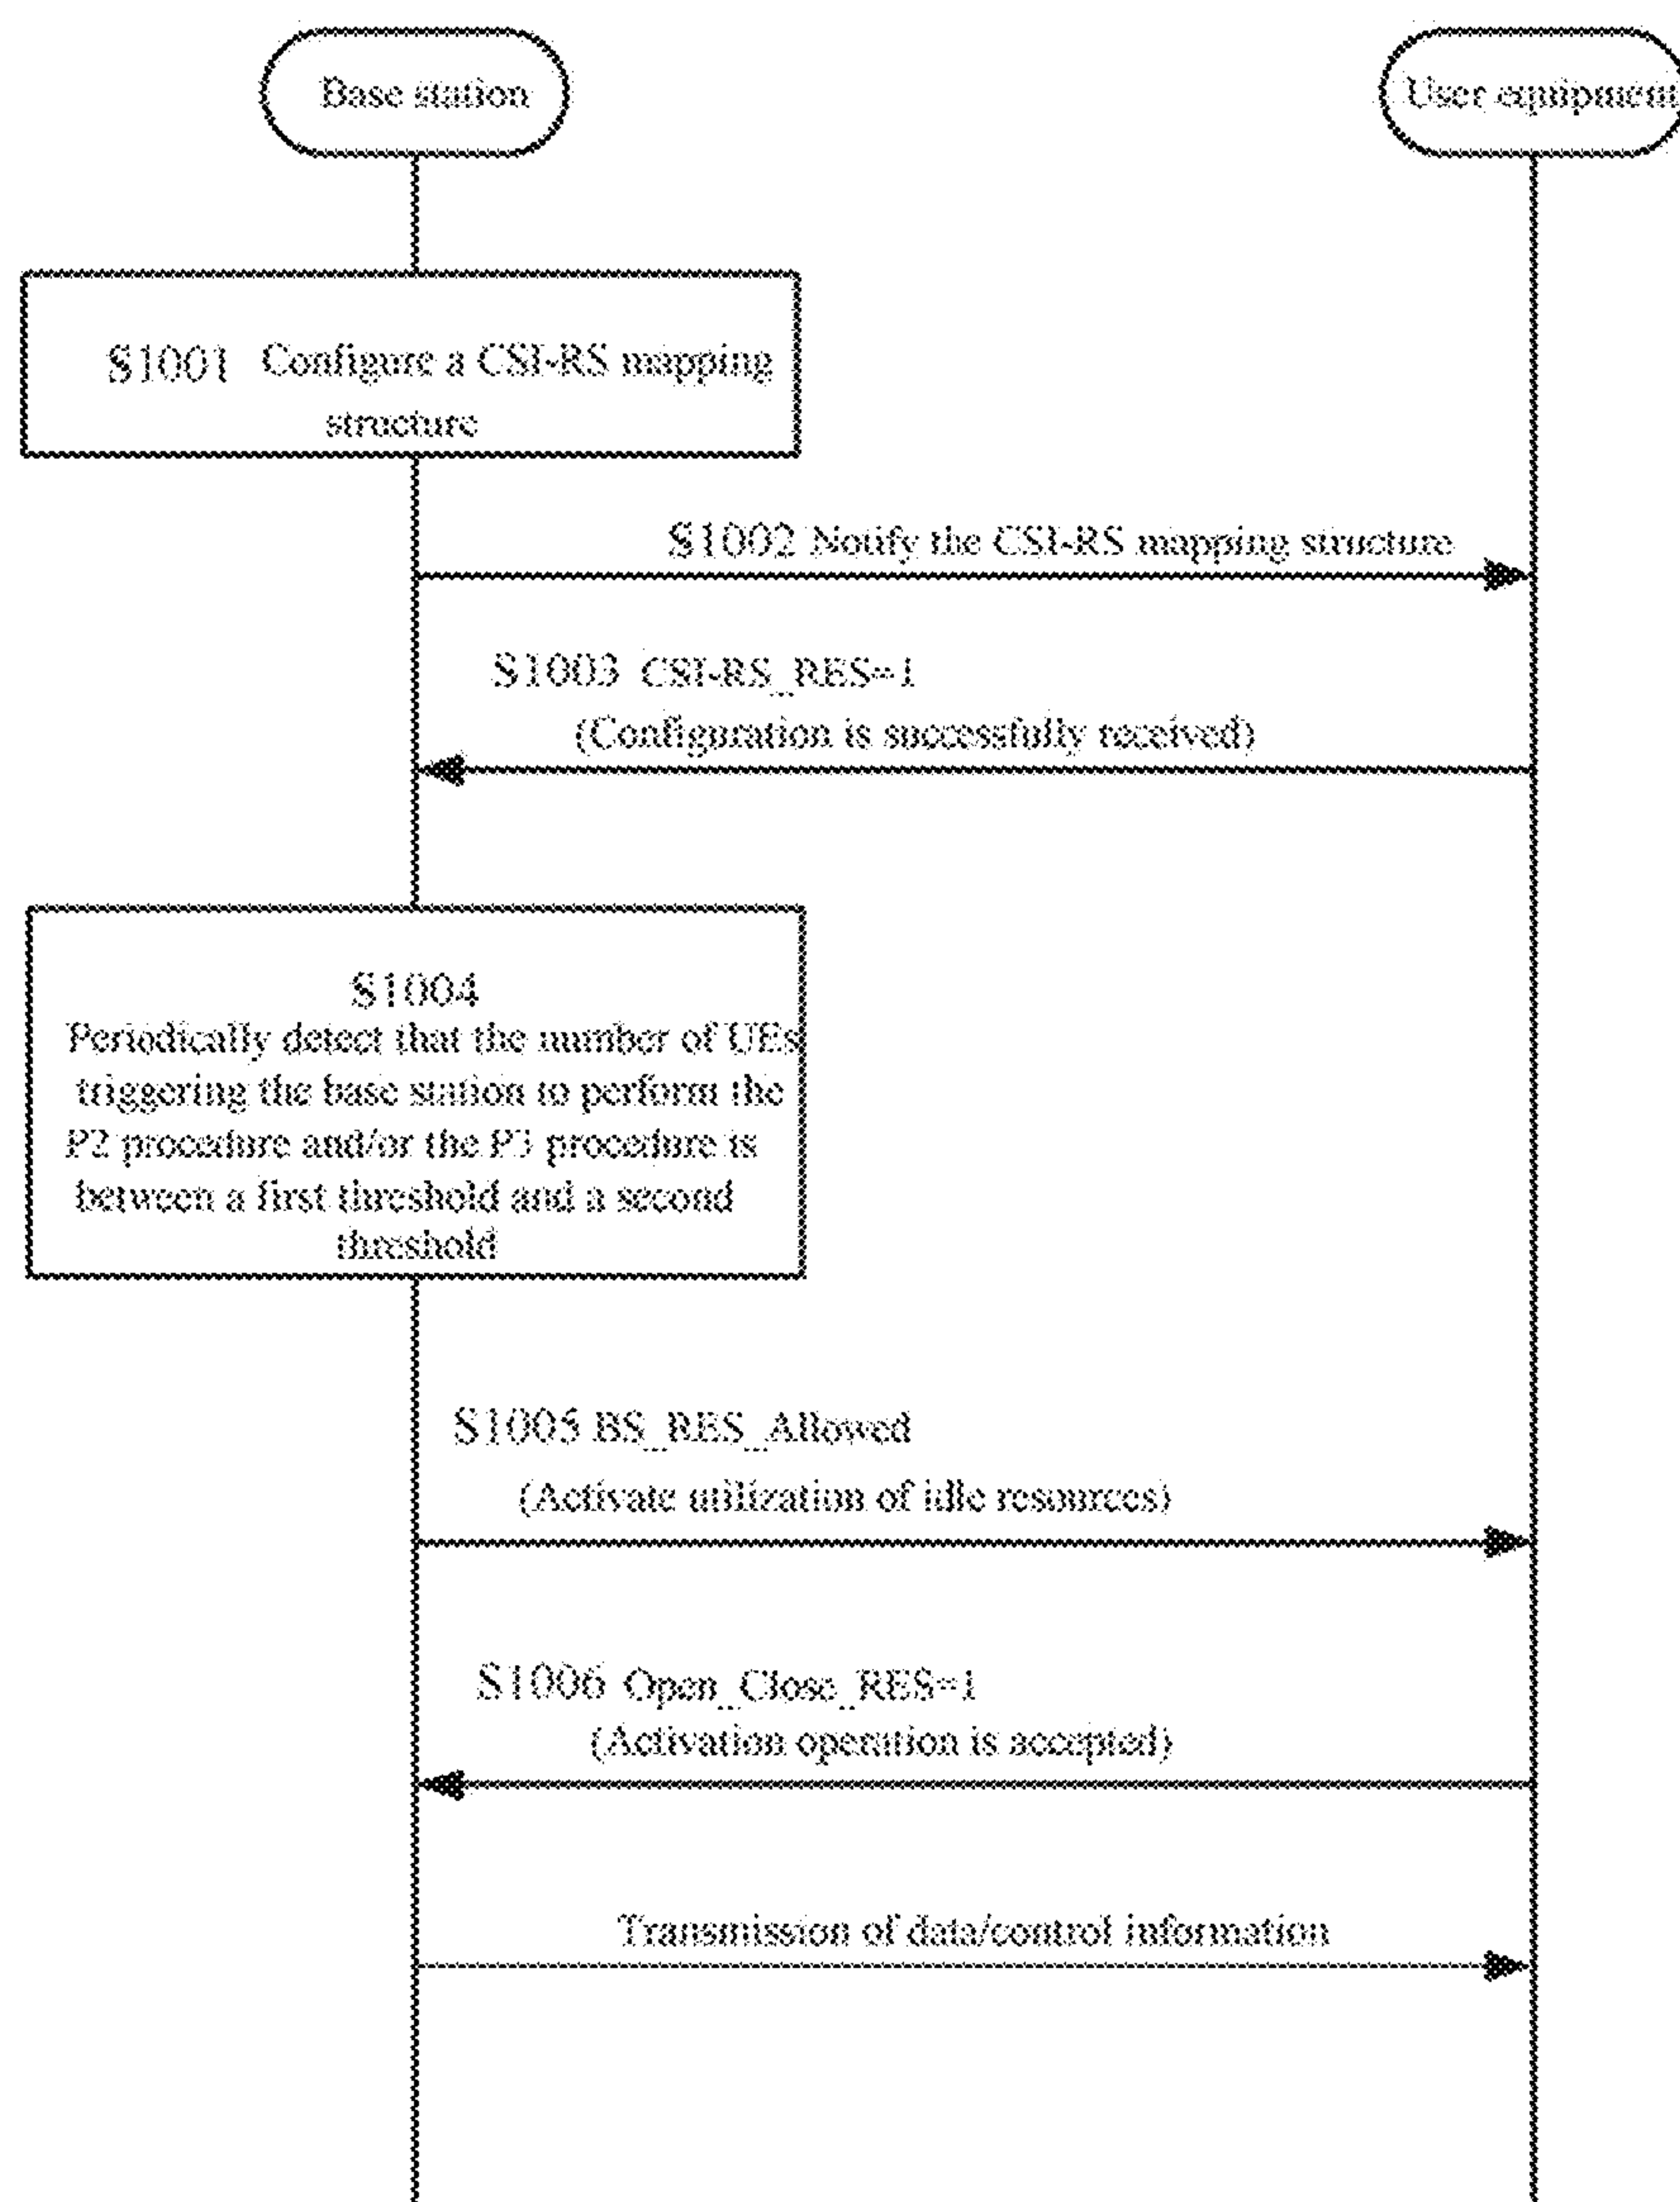 Base station
User equipment
S1001 Configure a CSI-RS mapping
structure
S1002 Notify the CSI-RS mapping structure
S1003 CSI-RS_RES=1
(Configuration is successfully received)
S1004
Periodically detect that the number of UEs
triggering the base station to perform the
P2 procedure and/or the P3 procedure is
between a first threshold and a second
threshold
S1005 BS_RES_Allowed
(Activate utilization of idle resources)
S1006 Open_Close_RES=1
(Activation operation is accepted)
Transmission of data/control information